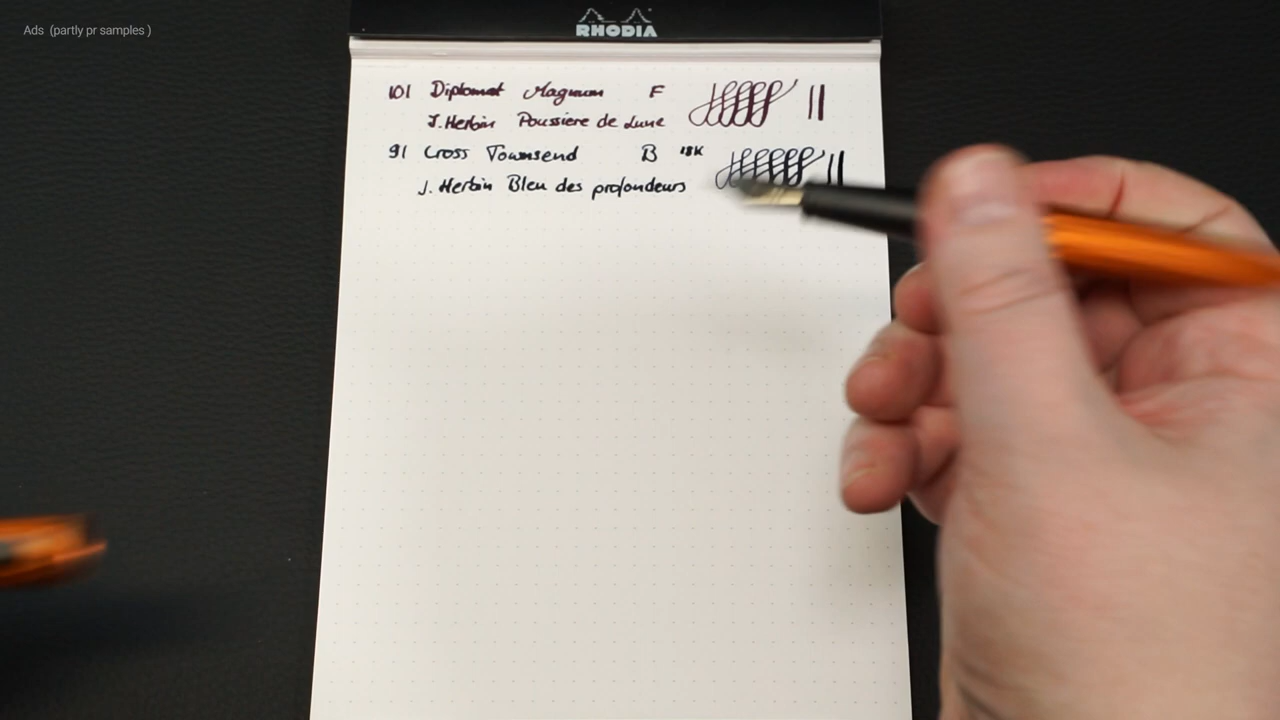 Ads (partly pr samples )
RHODIA
101 Diplomat Magnum F
J. Herbin Poussiere de Lune
91 Cross Townsend B 18K
J. Herbin Bleu des profondeurs